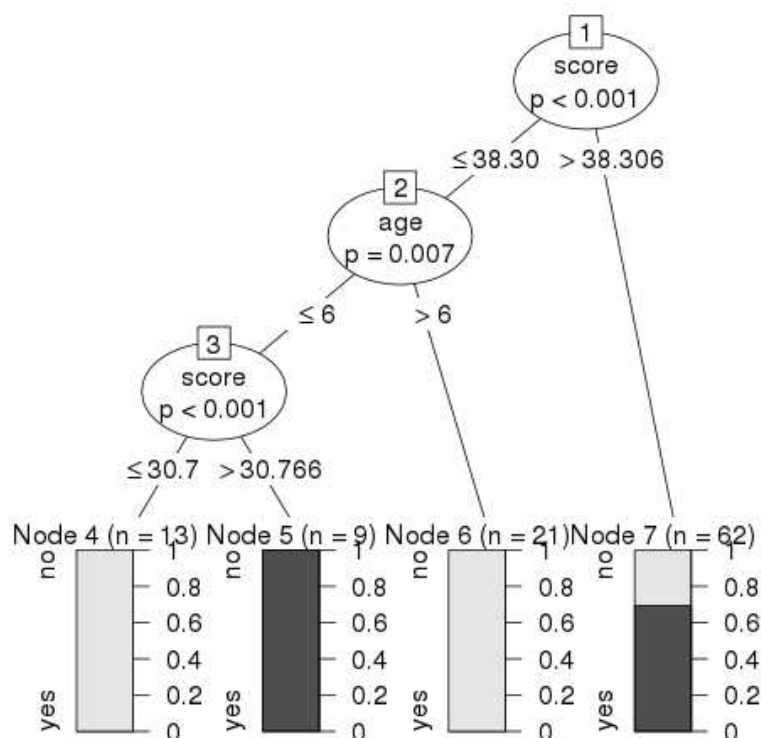 1
score
p < 0.001
≤ 38.30 > 38.306
2
age
p = 0.007
≤ 6 > 6
3
score
p < 0.001
≤ 30.7 > 30.766
Node 4 (n = 13) Node 5 (n = 9) Node 6 (n = 21) Node 7 (n = 62)
no 1 no 1 no 1 no 1
0.8 0.8 0.8 0.8
0.6 0.6 0.6 0.6
0.4 0.4 0.4 0.4
0.2 0.2 0.2 0.2
yes 0 yes 0 yes 0 yes 0